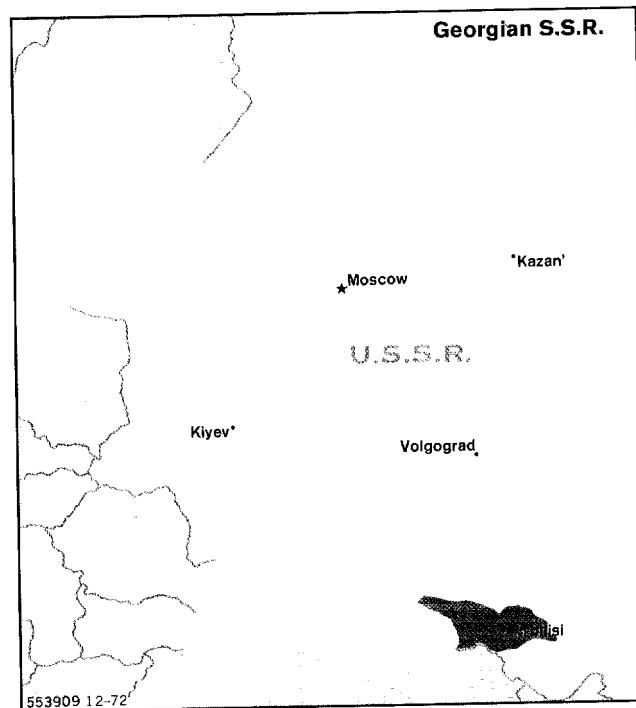 Georgian S.S.R.
Kazan'
Moscow
U.S.S.R.
Kiyev
Volgograd
553909 12-72